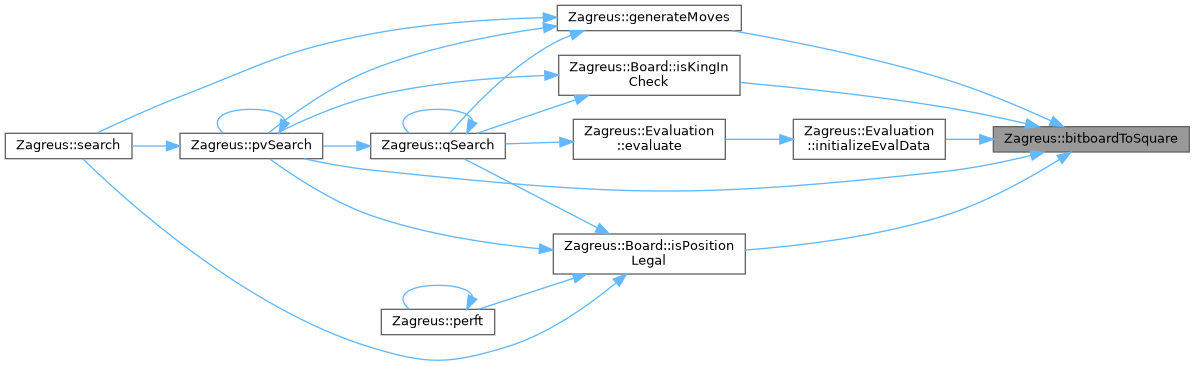 Zagreus::generateMoves
Zagreus::Board::isKingIn
Check
Zagreus::search
Zagreus::pvSearch
Zagreus::qSearch
Zagreus::Evaluation
::evaluate
Zagreus::Evaluation
::initializeEvalData
Zagreus::bitboardToSquare
Zagreus::Board::isPosition
Legal
Zagreus::perft